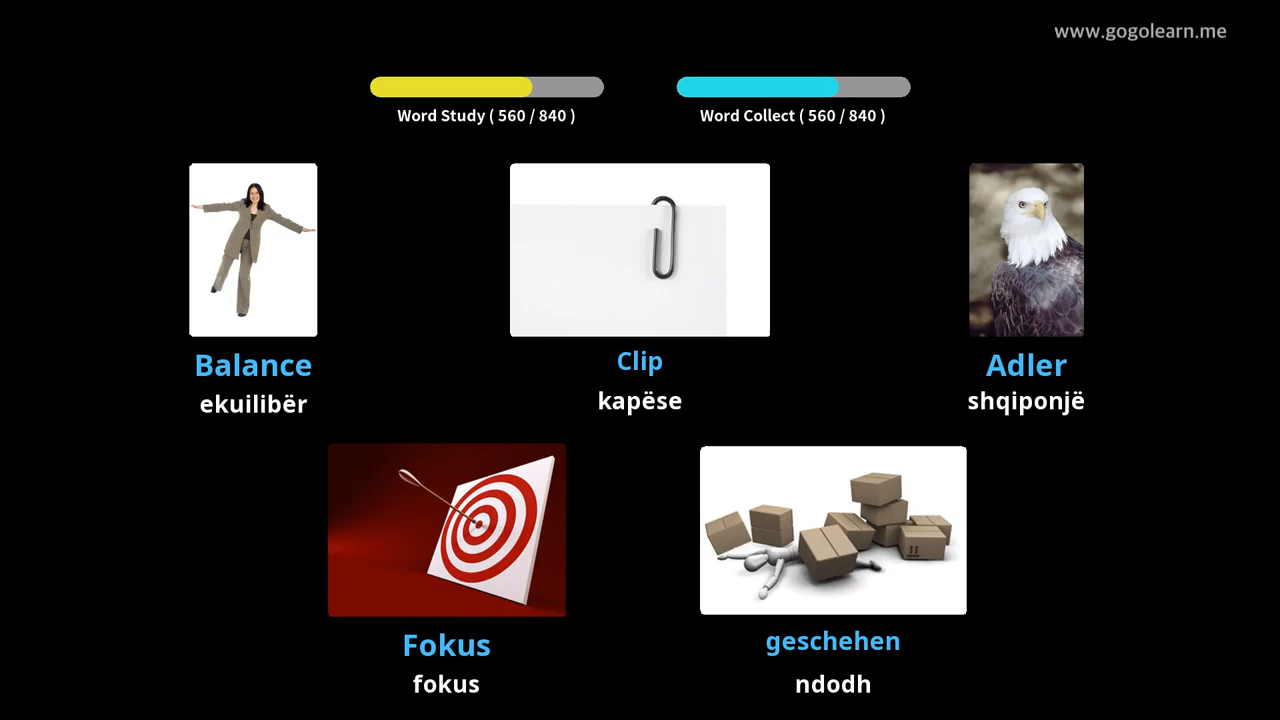 www.gogolearn.me
Word Study ( 560 / 840 )
Word Collect ( 560 / 840 )
Balance
ekuilibër
Clip
kapëse
Adler
shqiponjë
Fokus
fokus
geschehen
ndodh